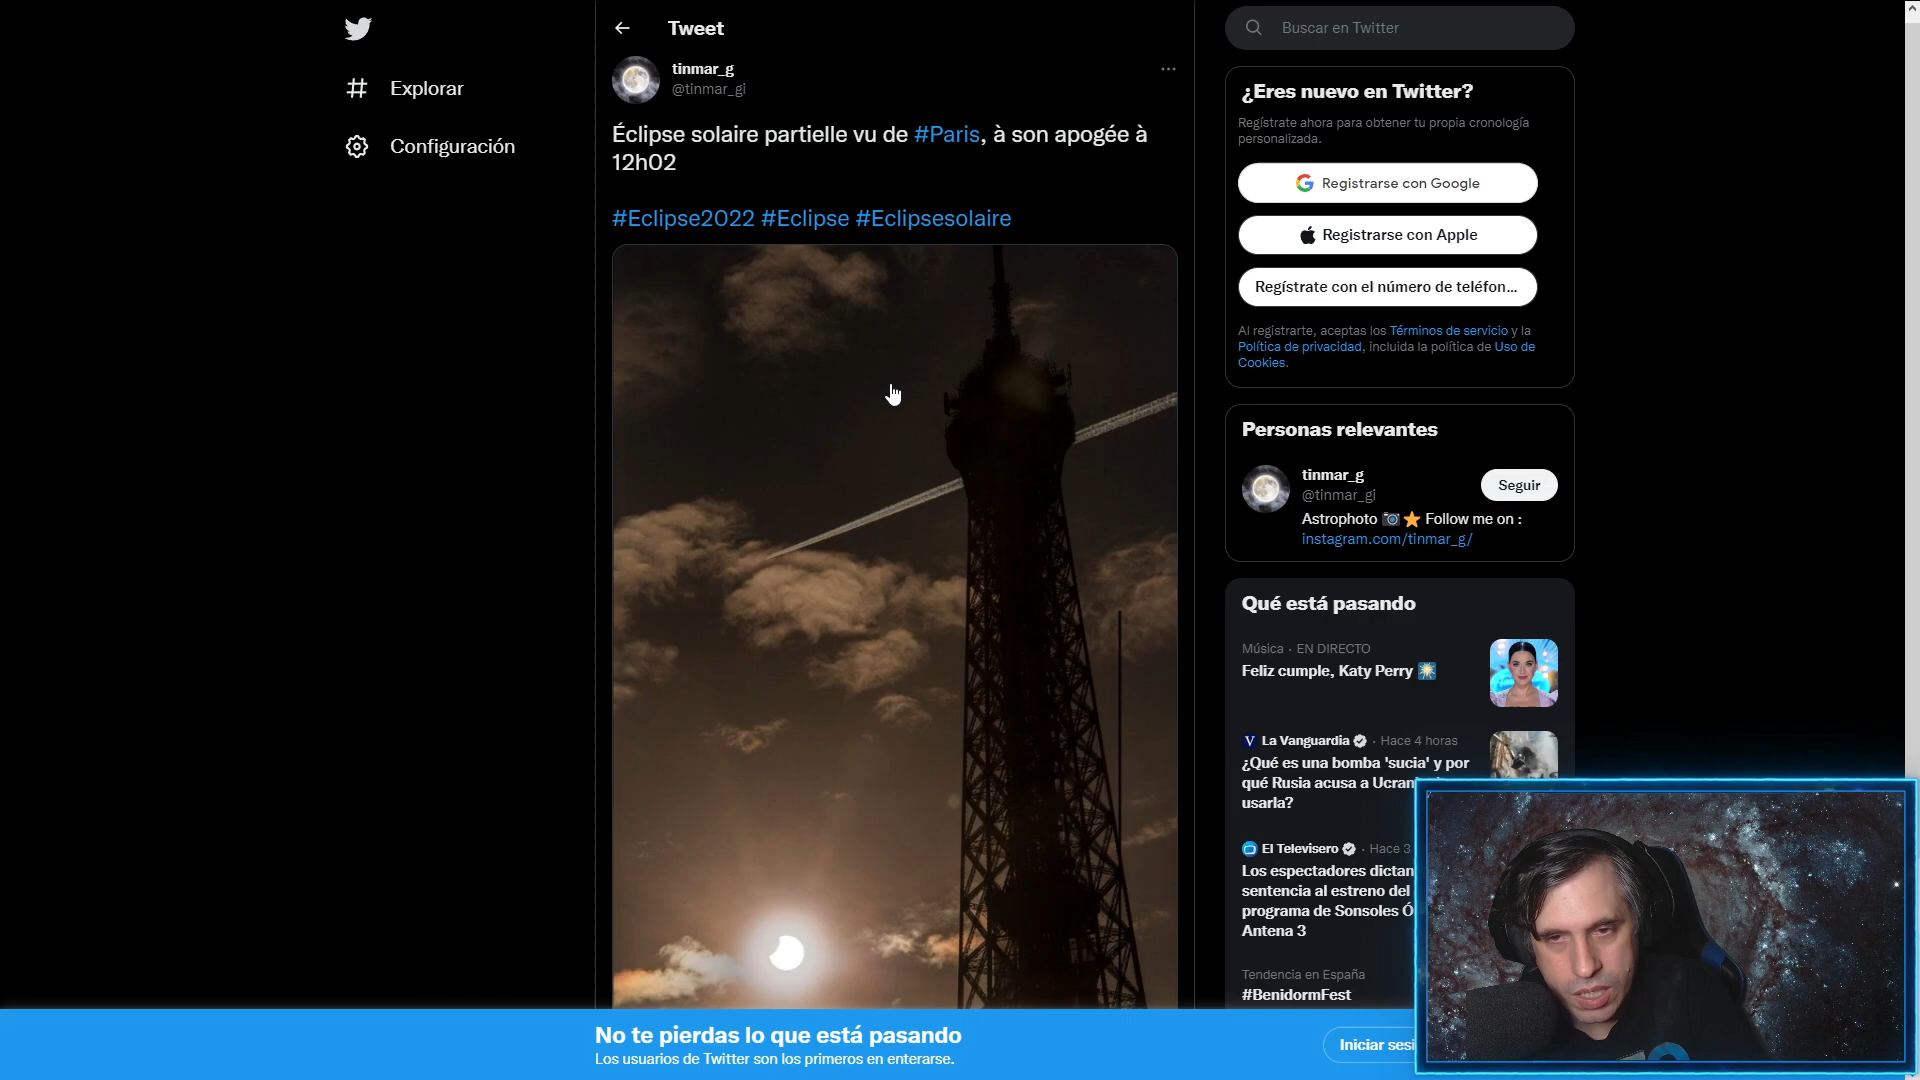 Tweet
tinmar_g
@tinmar_gi
Éclipse solaire partielle vu de #Paris, à son apogée à
12h02
#Eclipse2022 #Eclipse #Eclipsesolaire
Explorar
Configuración
Buscar en Twitter
¿Eres nuevo en Twitter?
Regístrate ahora para obtener tu propia cronología
personalizada.
Registrarse con Google
Registrarse con Apple
Regístrate con el número de teléfon...
Al registrarte, aceptas los Términos de servicio y la
Política de privacidad, incluida la política de Uso de
Cookies.
Personas relevantes
tinmar_g
@tinmar_gi
Seguir
Astrophoto 📷⭐ Follow me on :
instagram.com/tinmar_g/
Qué está pasando
Música · EN DIRECTO
Feliz cumple, Katy Perry
V La Vanguardia · Hace 4 horas
¿Qué es una bomba 'sucia' y por
qué Rusia acusa a
usarla?
El Televisero · Hace 3
Los espectadores dictan
sentencia al estreno del
programa de Sonsoles
Antena 3
Tendencia en España
#BenidormFest
No te pierdas lo que está pasando
Los usuarios de Twitter son los primeros en enterarse.
Iniciar